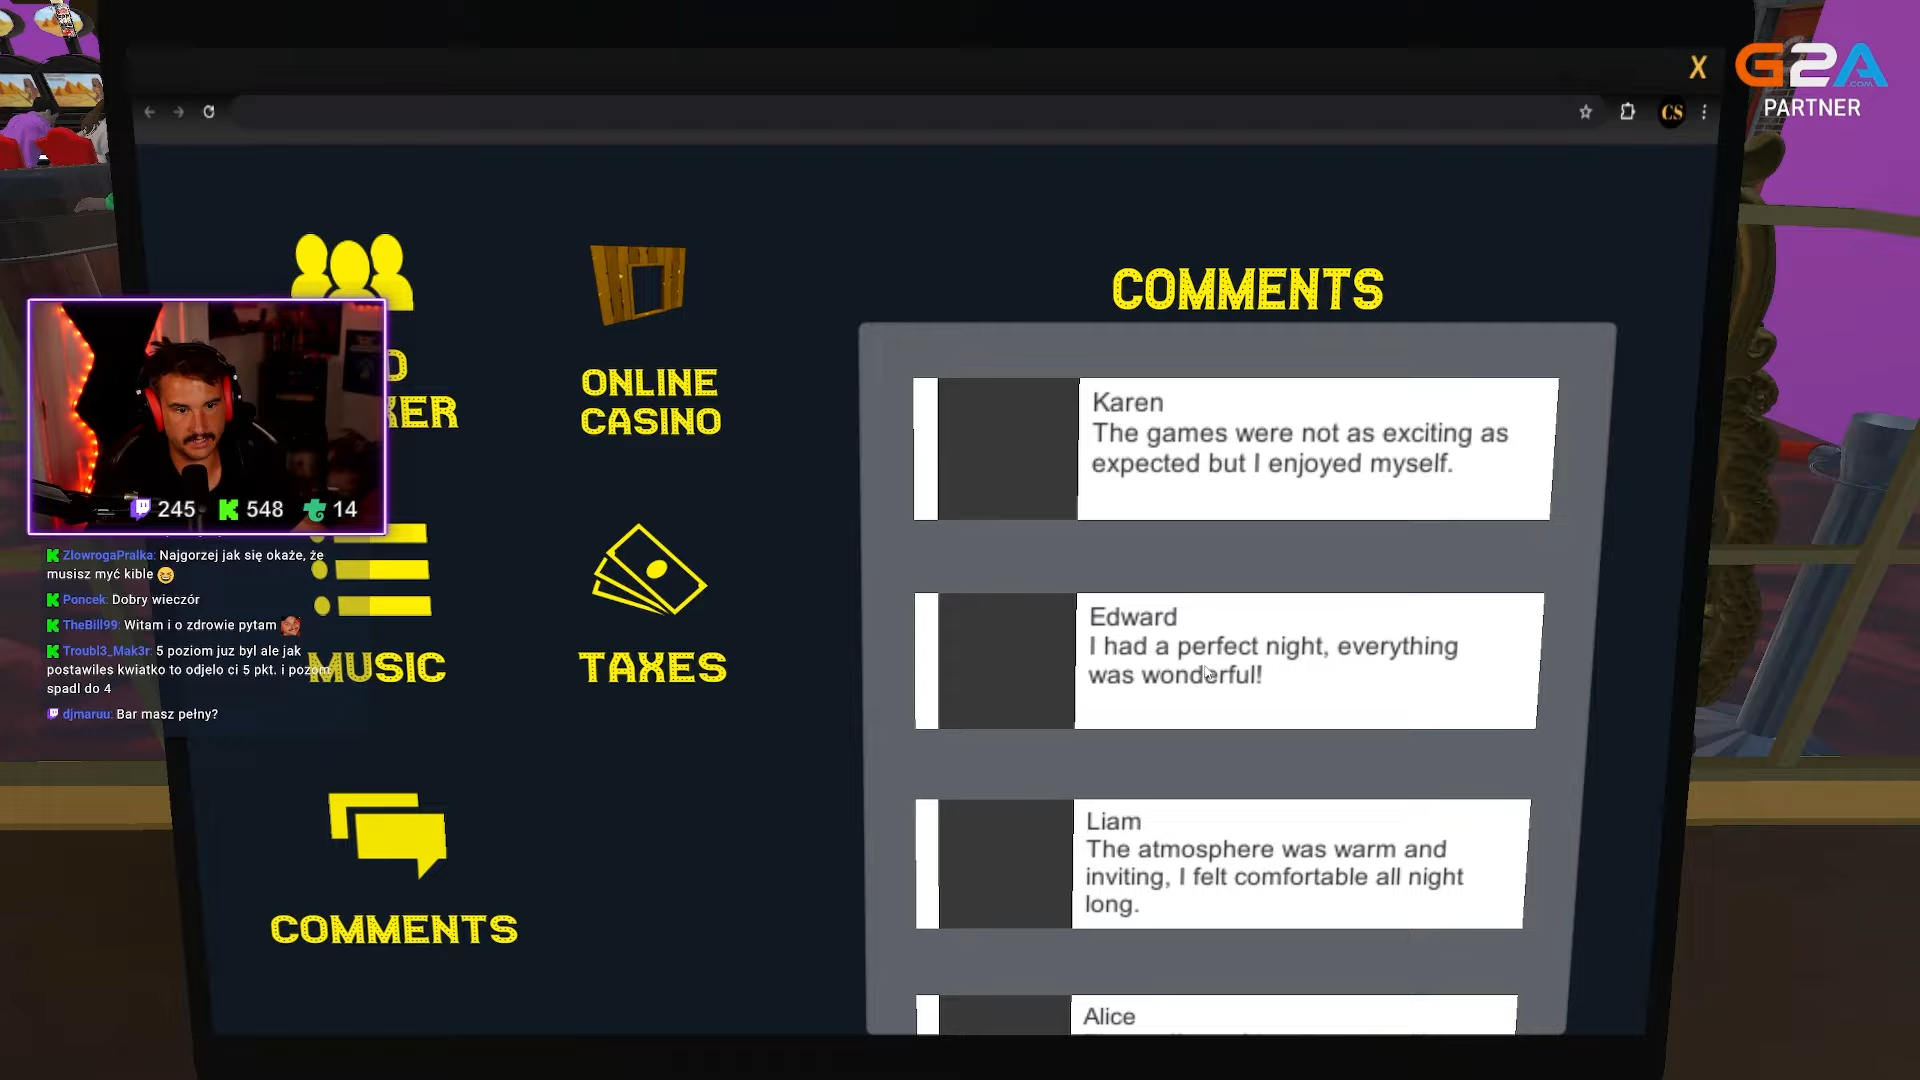 X
G2A
.COM
PARTNER
CS
COMMENTS
ONLINE
CASINO
Karen
The games were not as exciting as
expected but I enjoyed myself.
245 548 14
ZlowrogaPralka: Najgorzej jak się okaże, że
musisz myć kible
Poncek: Dobry wieczór
TheBill99: Witam i o zdrowie pytam
Troubl3_Mak3r: 5 poziom juz byl ale jak
postawiles kwiatko to odjelo ci 5 pkt. i pozom
spadl do 4
djmaruu: Bar masz pełny?
MUSIC
TAXES
Edward
I had a perfect night, everything
was wonderful!
COMMENTS
Liam
The atmosphere was warm and
inviting, I felt comfortable all night
long.
Alice